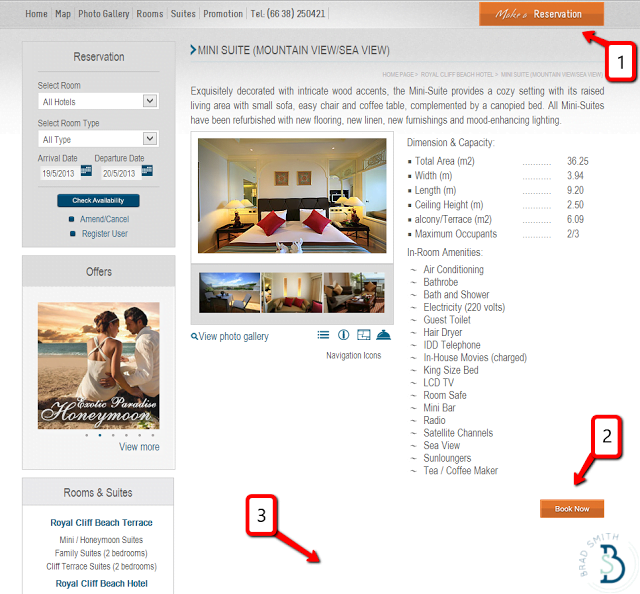 Home | Map | Photo Gallery | Rooms | Suites | Promotion | Tel: (66 38) 250421 |
Make a Reservation
1
Reservation
Select Room
All Hotels
Select Room Type
All Type
Arrival Date Departure Date
19/5/2013 20/5/2013
Check Availability
Amend/Cancel
Register User
Offers
Exotic Paradise
Honeymoon
View more
Rooms & Suites
Royal Cliff Beach Terrace
Mini / Honeymoon Suites
Family Suites (2 bedrooms)
Cliff Terrace Suites (2 bedrooms)
Royal Cliff Beach Hotel
MINI SUITE (MOUNTAIN VIEW/SEA VIEW)
HOME PAGE > ROYAL CLIFF BEACH HOTEL > MINI SUITE (MOUNTAIN VIEW/SEA VIEW)
Exquisitely decorated with intricate wood accents, the Mini-Suite provides a cozy setting with its raised
living area with small sofa, easy chair and coffee table, complemented by a canopied bed. All Mini-Suites
have been refurbished with new flooring, new linen, new furnishings and mood-enhancing lighting.
View photo gallery
Navigation Icons
Dimension & Capacity:
Total Area (m2) ............ 36.25
Width (m) ............ 3.94
Length (m) ............ 9.20
Ceiling Height (m) ............ 2.50
alcony/Terrace (m2) ............ 6.09
Maximum Occupants ............ 2/3
In-Room Amenities:
~ Air Conditioning
~ Bathrobe
~ Bath and Shower
~ Electricity (220 volts)
~ Guest Toilet
~ Hair Dryer
~ IDD Telephone
~ In-House Movies (charged)
~ King Size Bed
~ LCD TV
~ Room Safe
~ Mini Bar
~ Radio
~ Satellite Channels
~ Sea View
~ Sunloungers
~ Tea / Coffee Maker
2
Book Now
3
BRAD SMITH
BS